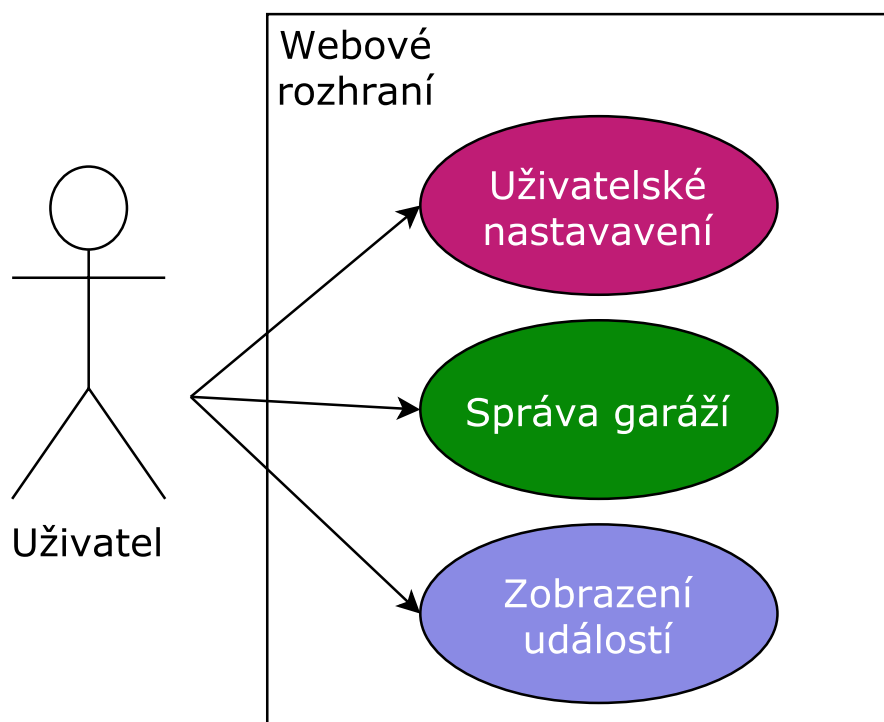 Webové
rozhraní
Uživatelské
nastavavení
Správa garáží
Zobrazení
událostí
Uživatel